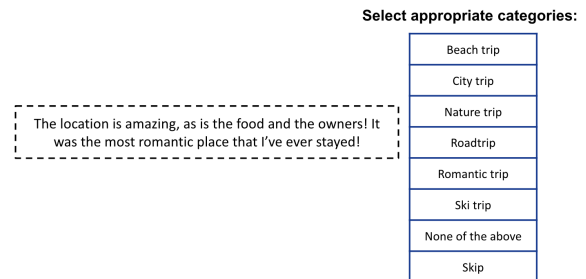 Select appropriate categories:
The location is amazing, as is the food and the owners! It
was the most romantic place that I've ever stayed!
Beach trip
City trip
Nature trip
Roadtrip
Romantic trip
Ski trip
None of the above
Skip